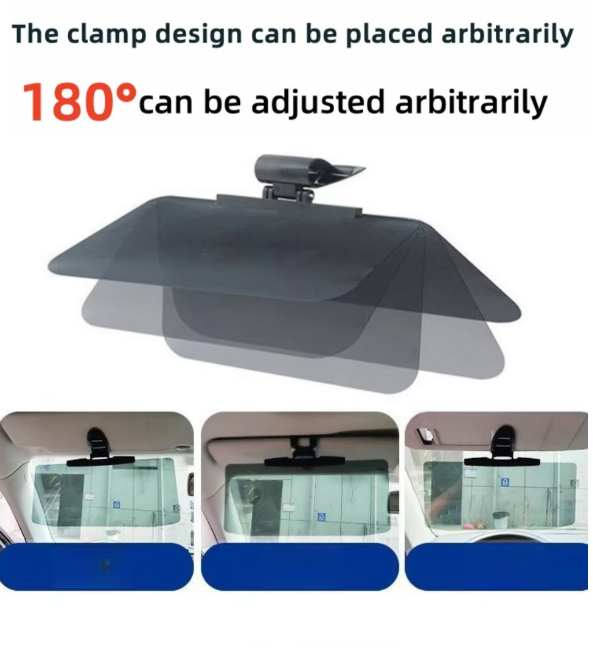 The clamp design can be placed arbitrarily
180°can be adjusted arbitrarily